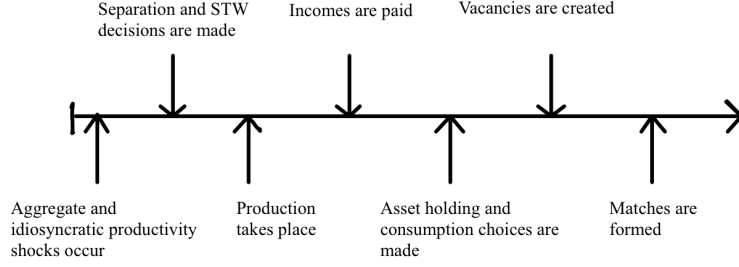 Separation and STW
decisions are made
Incomes are paid
Vacancies are created
Aggregate and
idiosyncratic productivity
shocks occur
Production
takes place
Asset holding and
consumption choices are
made
Matches are
formed